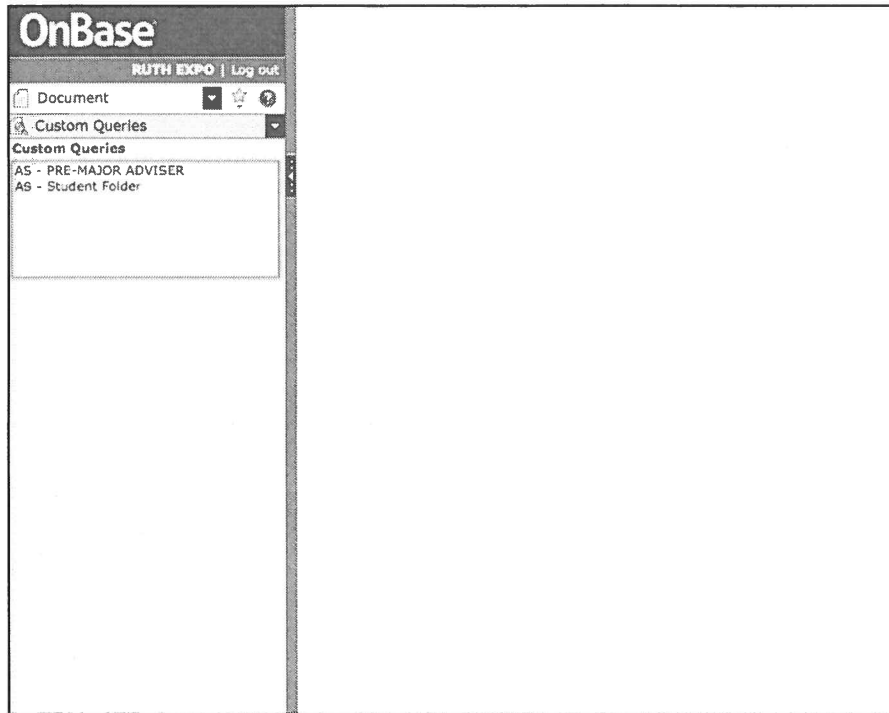 OnBase
RUTH EXPO | Log out
Document
Custom Queries
Custom Queries
AS - PRE-MAJOR ADVISER
AS - Student Folder